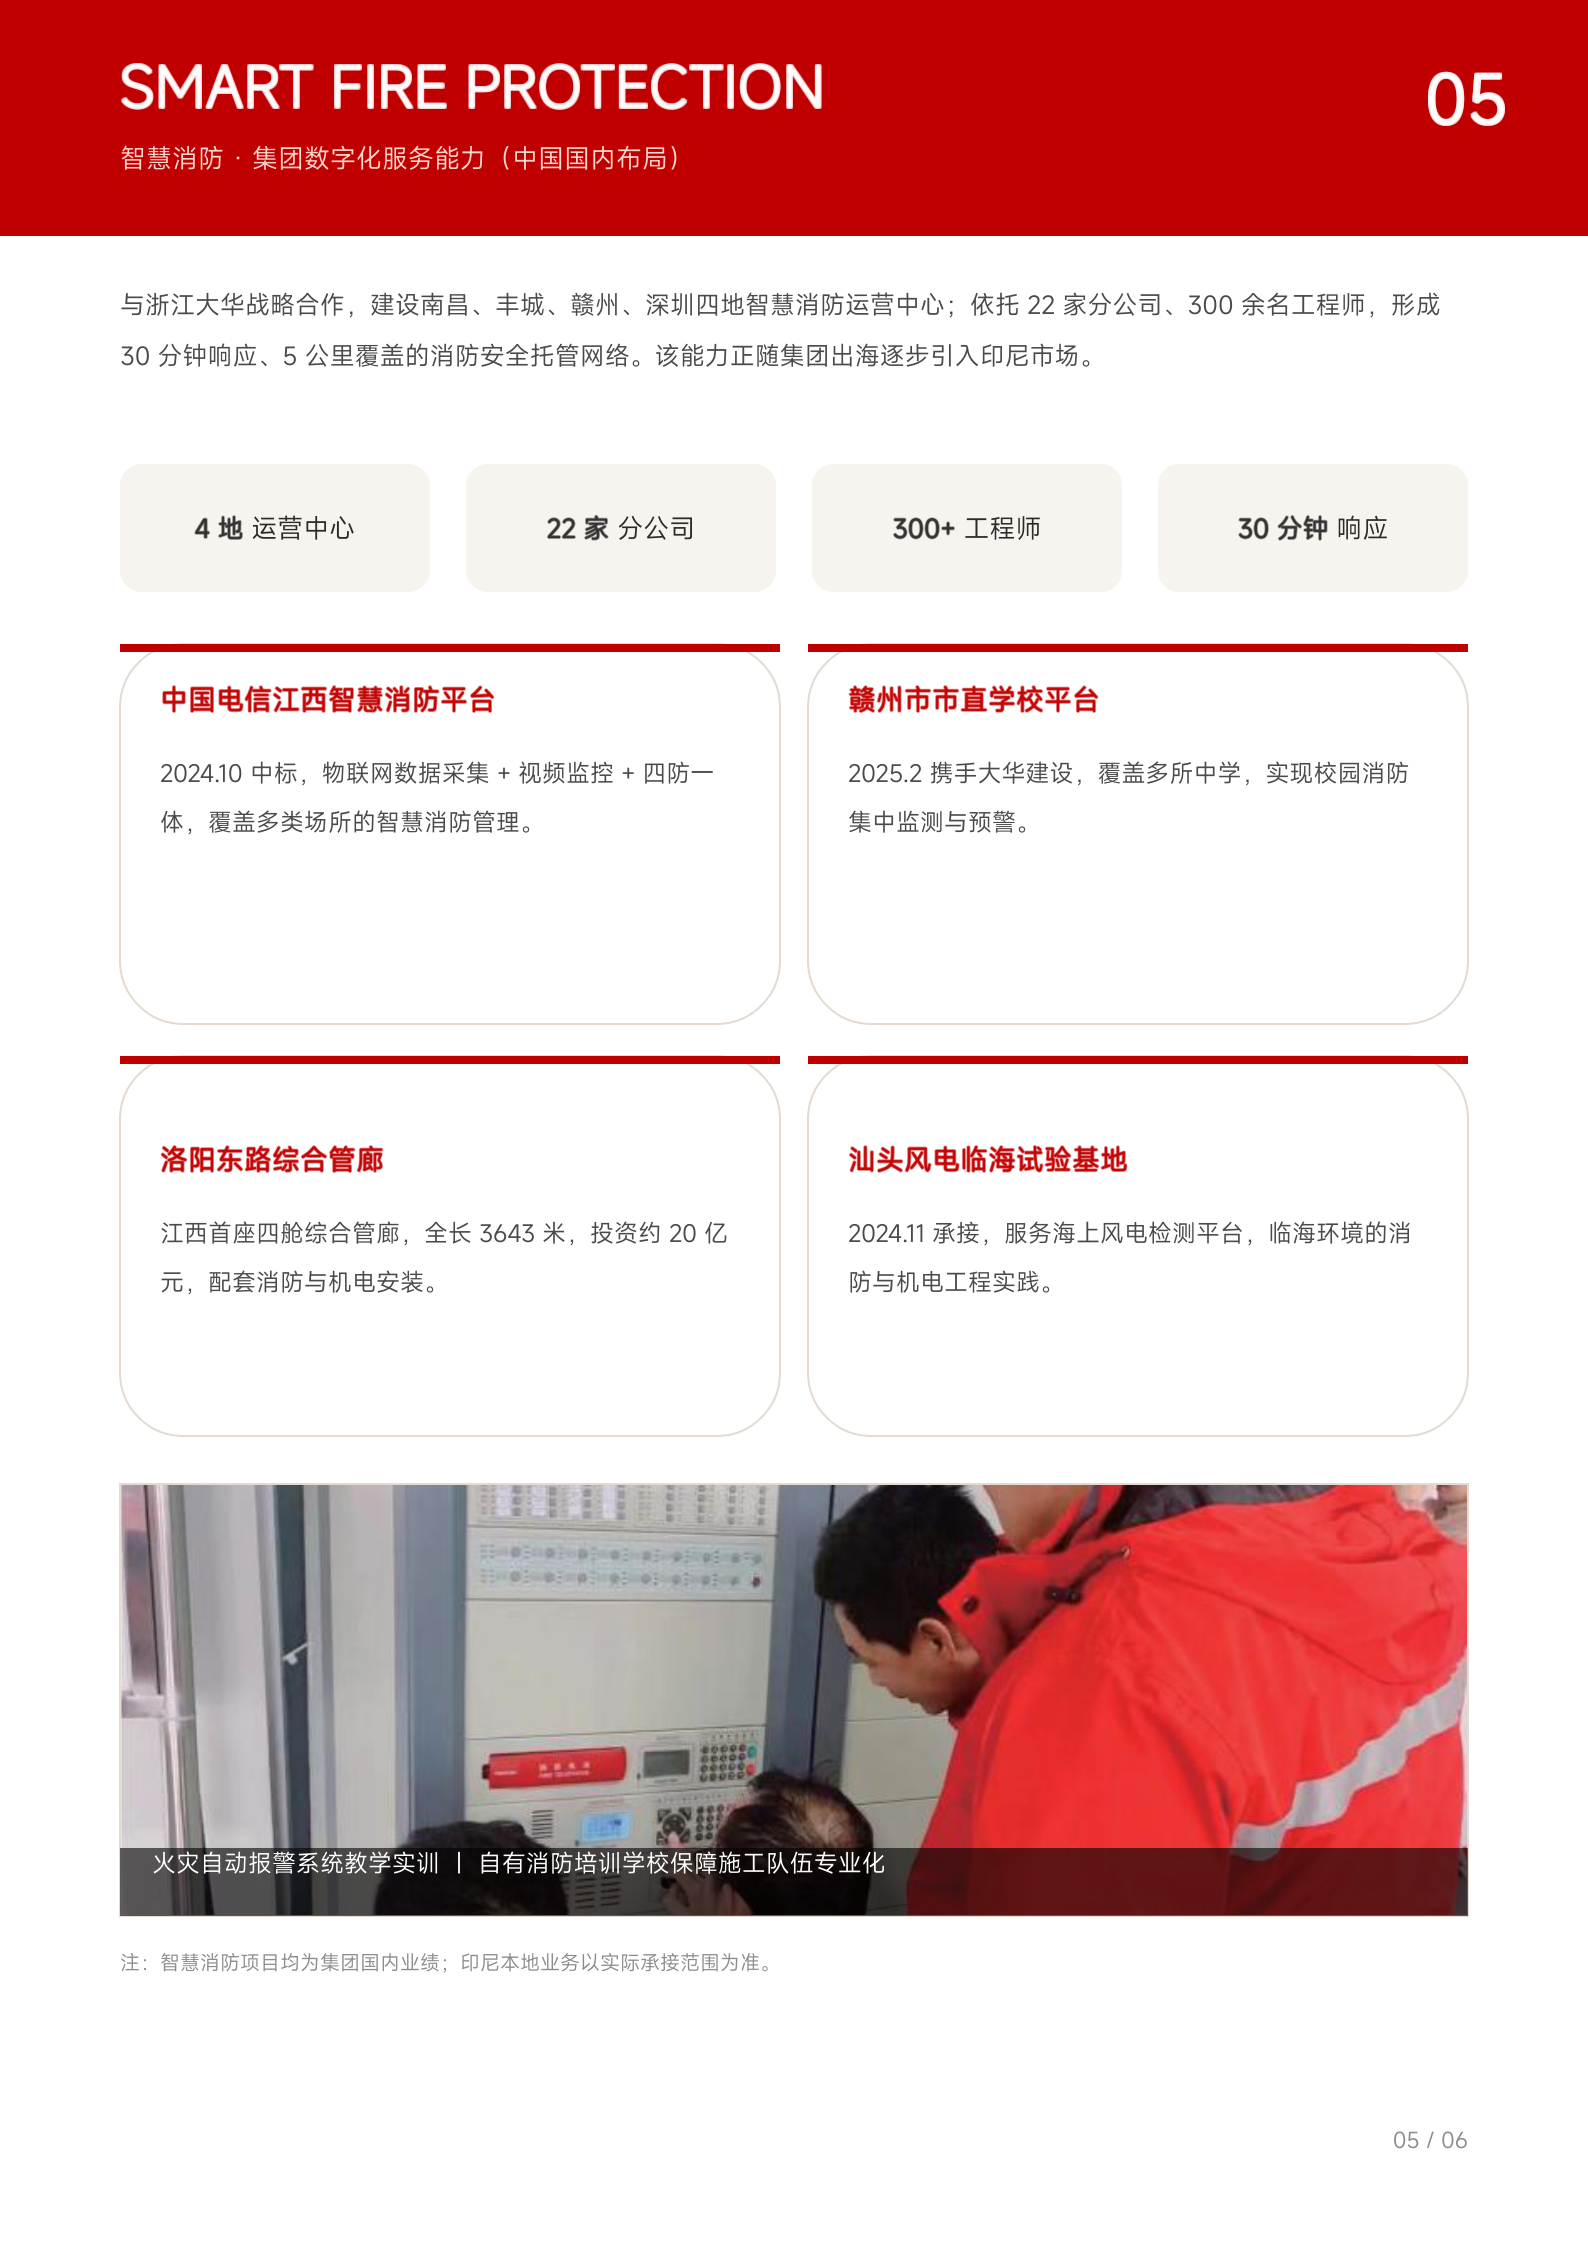 SMART FIRE PROTECTION
05
智慧消防 · 集团数字化服务能力（中国国内布局）
与浙江大华战略合作，建设南昌、丰城、赣州、深圳四地智慧消防运营中心；依托 22 家分公司、300 余名工程师，形成
30 分钟响应、5 公里覆盖的消防安全托管网络。该能力正随集团出海逐步引入印尼市场。
4 地 运营中心
22 家 分公司
300+ 工程师
30 分钟 响应
中国电信江西智慧消防平台
2024.10 中标，物联网数据采集 + 视频监控 + 四防一
体，覆盖多类场所的智慧消防管理。
赣州市市直学校平台
2025.2 携手大华建设，覆盖多所中学，实现校园消防
集中监测与预警。
洛阳东路综合管廊
江西首座四舱综合管廊，全长 3643 米，投资约 20 亿
元，配套消防与机电安装。
汕头风电临海试验基地
2024.11 承接，服务海上风电检测平台，临海环境的消
防与机电工程实践。
火灾自动报警系统教学实训 丨 自有消防培训学校保障施工队伍专业化
注：智慧消防项目均为集团国内业绩；印尼本地业务以实际承接范围为准。
05 / 06